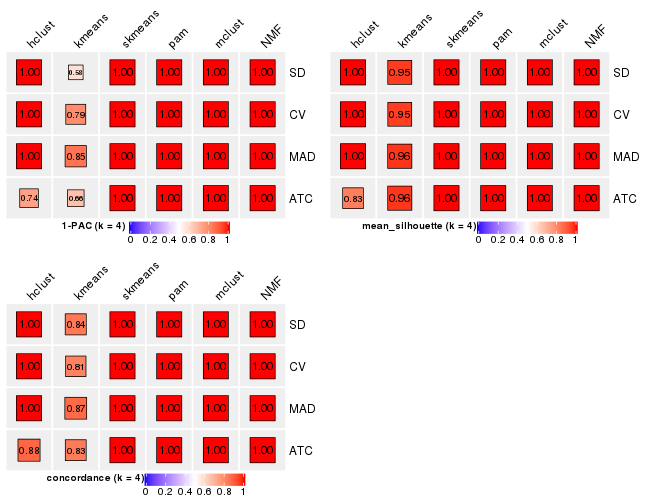 hclust kmeans skmeans pam mclust NMF
1.00 0.58 1.00 1.00 1.00 1.00 SD
1.00 0.79 1.00 1.00 1.00 1.00 CV
1.00 0.85 1.00 1.00 1.00 1.00 MAD
0.74 0.66 1.00 1.00 1.00 1.00 ATC
1-PAC (k = 4) 0 0.2 0.4 0.6 0.8 1
hclust kmeans skmeans pam mclust NMF
1.00 0.95 1.00 1.00 1.00 1.00 SD
1.00 0.95 1.00 1.00 1.00 1.00 CV
1.00 0.96 1.00 1.00 1.00 1.00 MAD
0.83 0.96 1.00 1.00 1.00 1.00 ATC
mean_silhouette (k = 4) 0 0.2 0.4 0.6 0.8 1
hclust kmeans skmeans pam mclust NMF
1.00 0.84 1.00 1.00 1.00 1.00 SD
1.00 0.81 1.00 1.00 1.00 1.00 CV
1.00 0.87 1.00 1.00 1.00 1.00 MAD
0.88 0.83 1.00 1.00 1.00 1.00 ATC
concordance (k = 4) 0 0.2 0.4 0.6 0.8 1